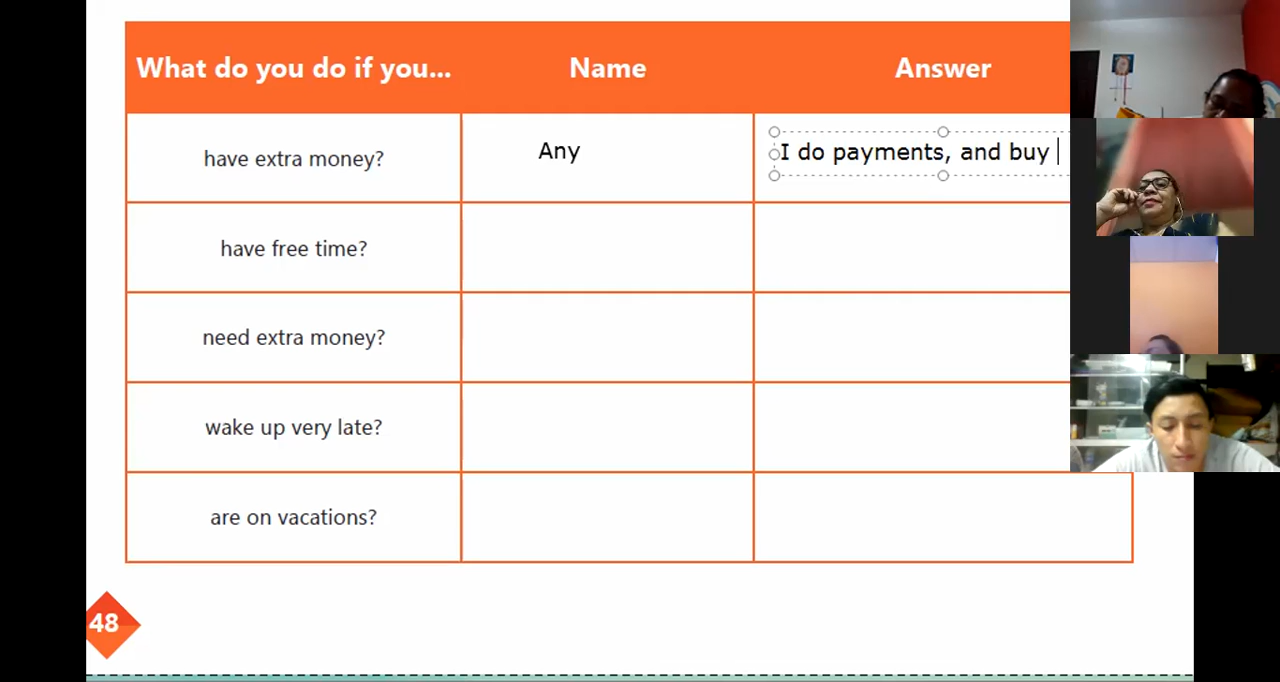 What do you do if you... Name Answer
have extra money? Any I do payments, and buy
have free time?
need extra money?
wake up very late?
are on vacations?
48